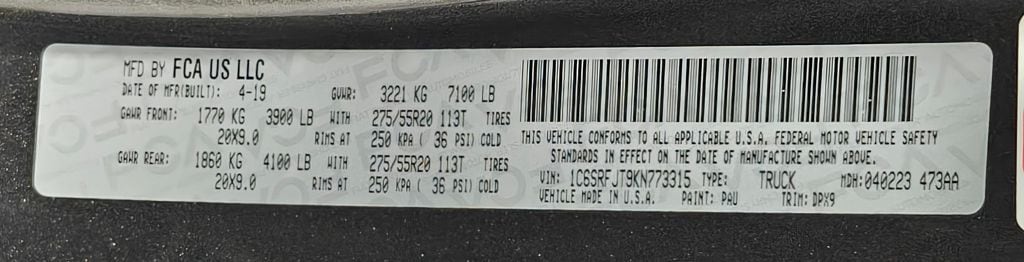 MFD BY FCA US LLC
DATE OF MFR(BUILT): 4-19 GVWR: 3221 KG 7100 LB
GAWR FRONT: 1770 KG 3900 LB WITH 275/55R20 113T TIRES
20X9.0 RIMS AT 250 KPA ( 36 PSI) COLD
GAWR REAR: 1860 KG 4100 LB WITH 275/55R20 113T TIRES
20X9.0 RIMS AT 250 KPA ( 36 PSI) COLD
THIS VEHICLE CONFORMS TO ALL APPLICABLE U.S.A. FEDERAL MOTOR VEHICLE SAFETY
STANDARDS IN EFFECT ON THE DATE OF MANUFACTURE SHOWN ABOVE.
VIN: 1C6SRFJT9KN773315 TYPE: TRUCK MDH: 040223 473AA
VEHICLE MADE IN U.S.A. PAINT: PAU TRIM: DPX9